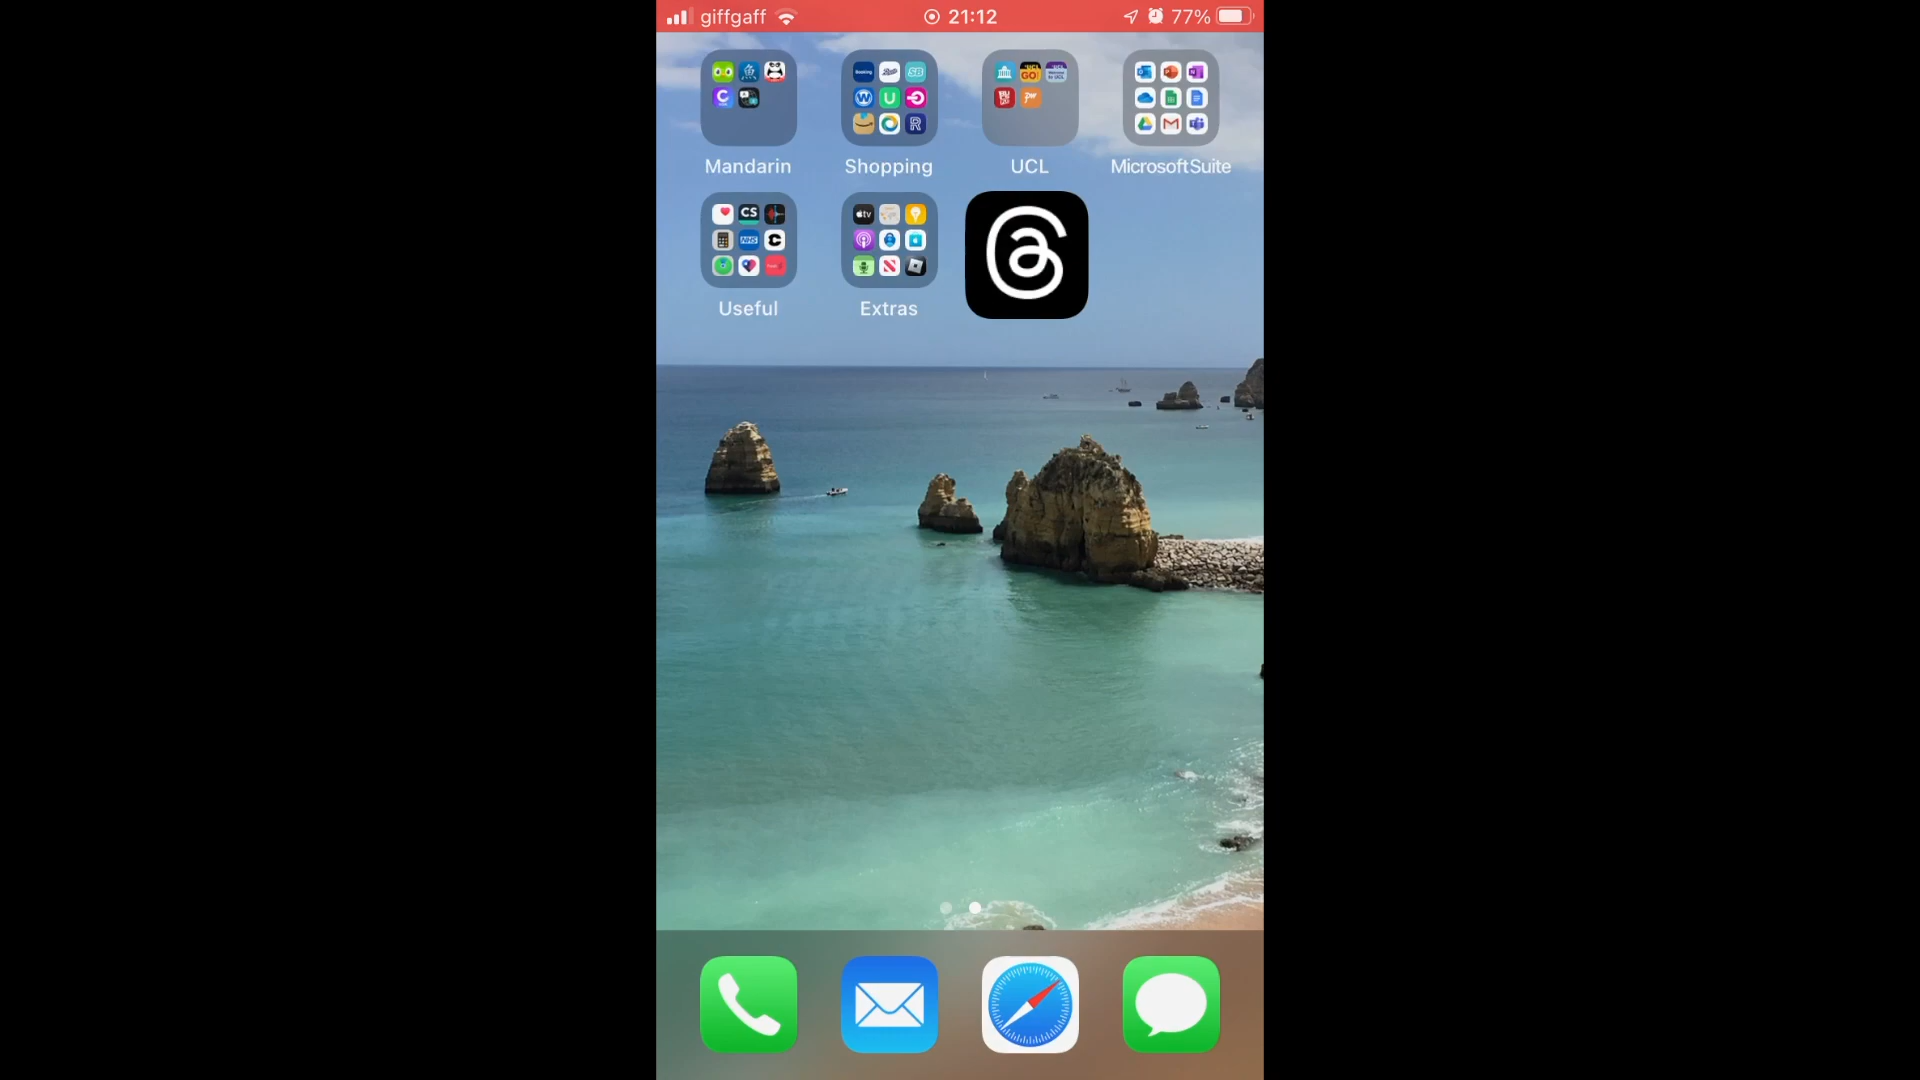 giffgaff 21:12 77%
Mandarin Shopping UCL MicrosoftSuite
Useful Extras